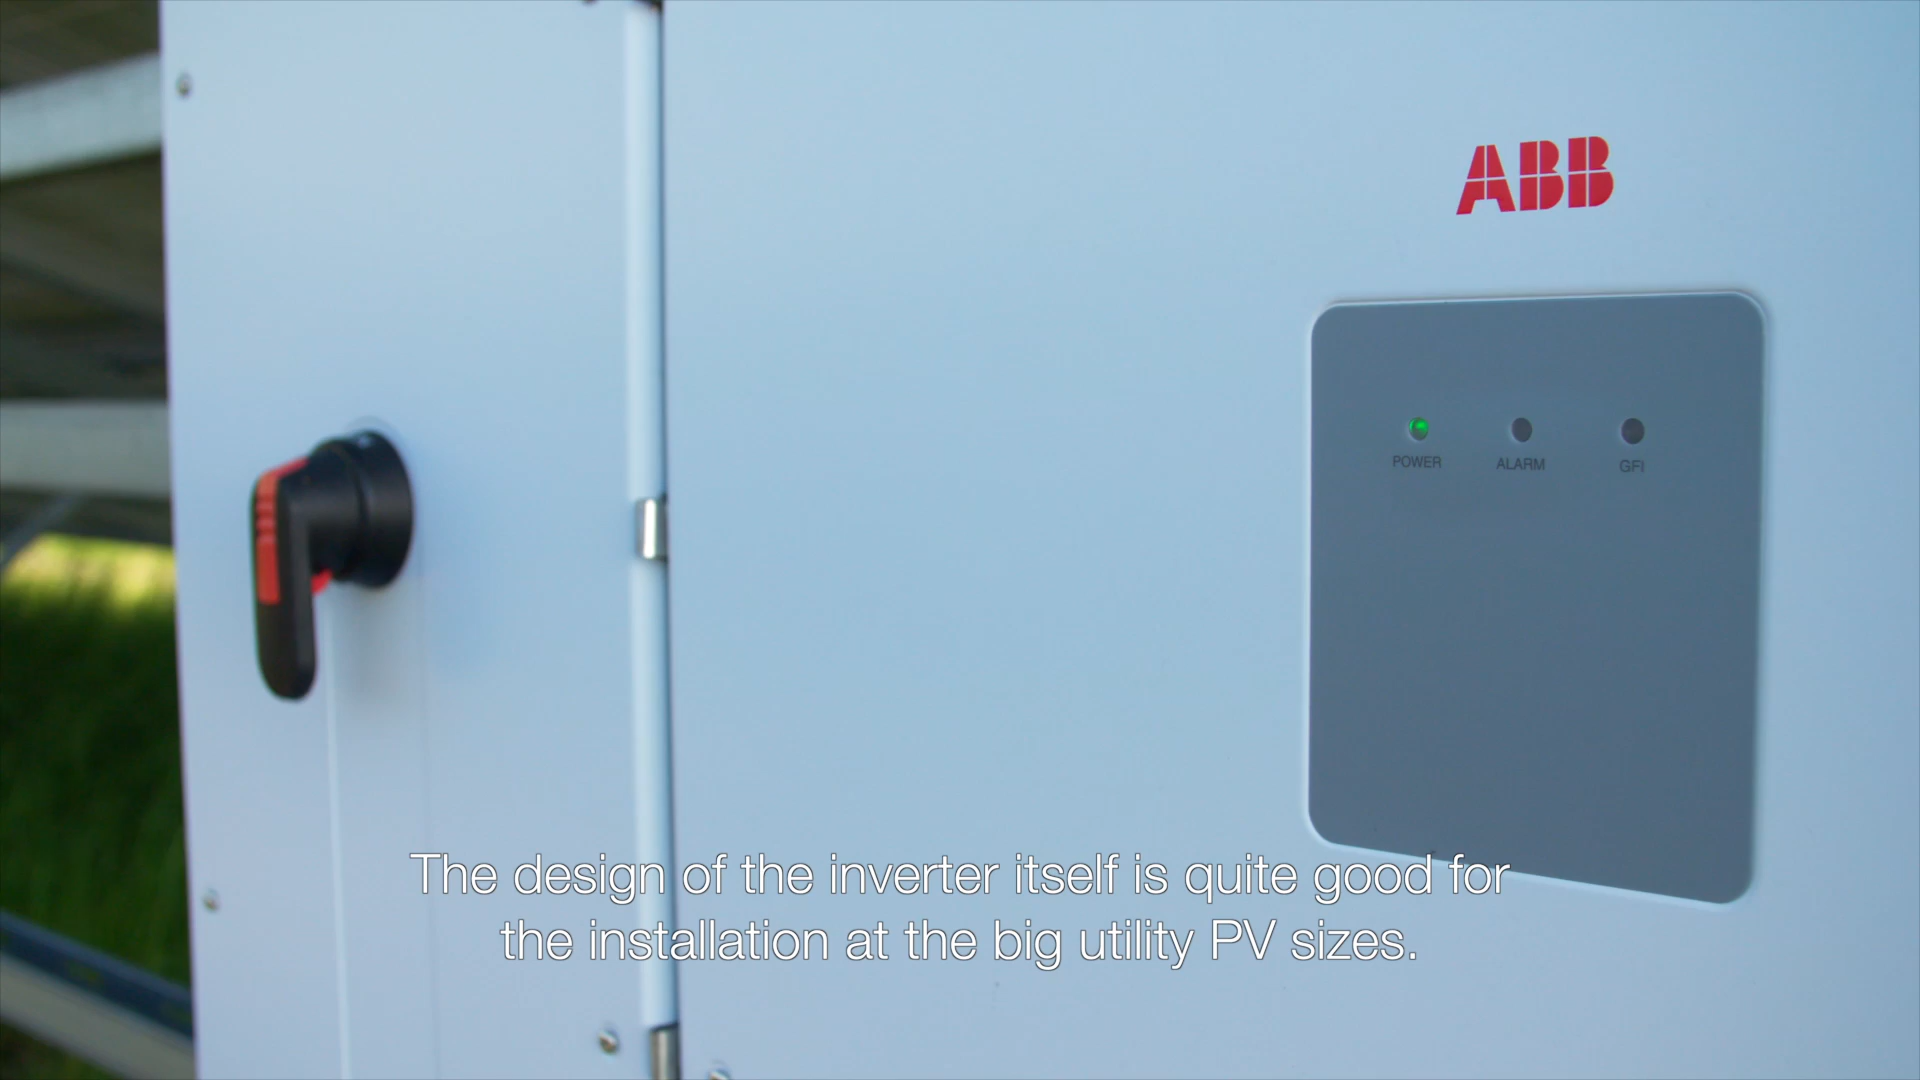 ABB
POWER ALARM GFI
The design of the inverter itself is quite good for
the installation at the big utility PV sizes.